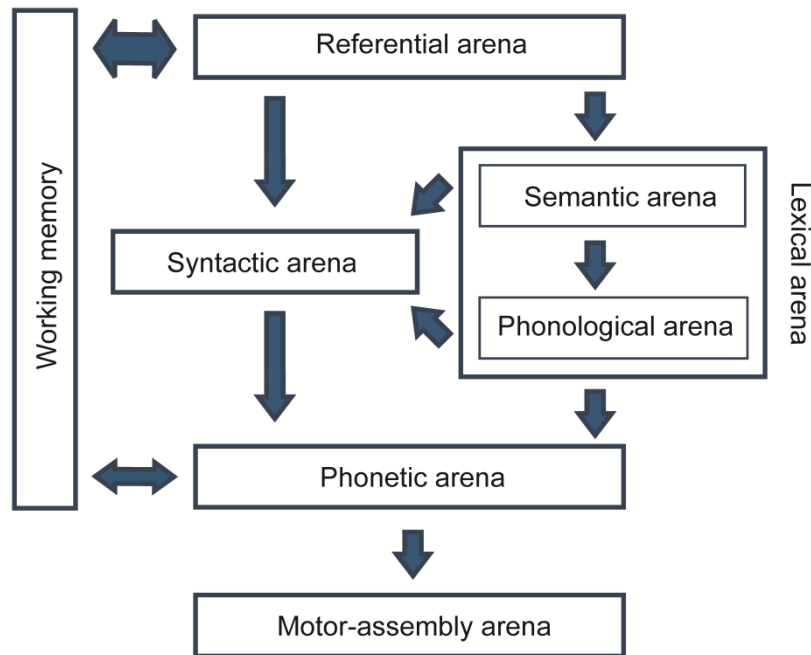 Referential arena
Working memory
Semantic arena
Lexical arena
Syntactic arena
Phonological arena
Phonetic arena
Motor-assembly arena